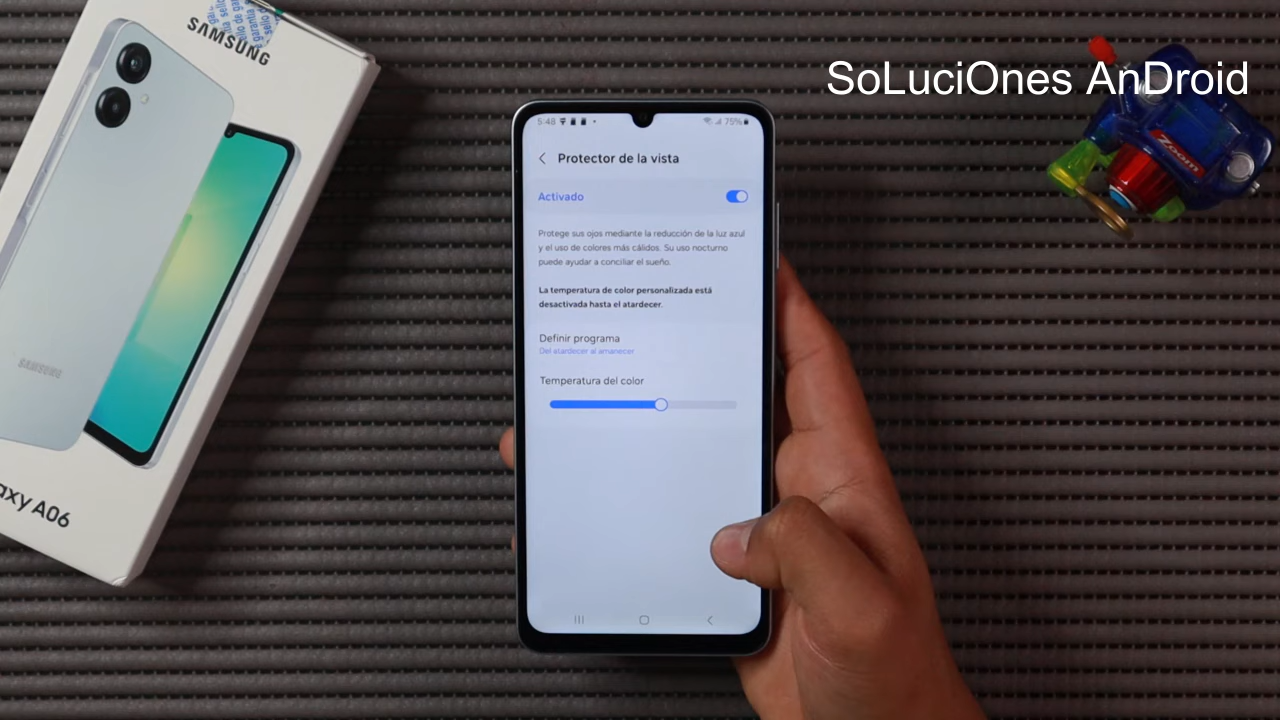 SoLuciOnes AnDroid
SAMSUNG
SAMSUNG
axy A06
Zoom
5:48
75%
Protector de la vista
Activado
Protege sus ojos mediante la reducción de la luz azul
y el uso de colores más cálidos. Su uso nocturno
puede ayudar a conciliar el sueño.
La temperatura de color personalizada está
desactivada hasta el atardecer.
Definir programa
Del atardecer al amanecer
Temperatura del color